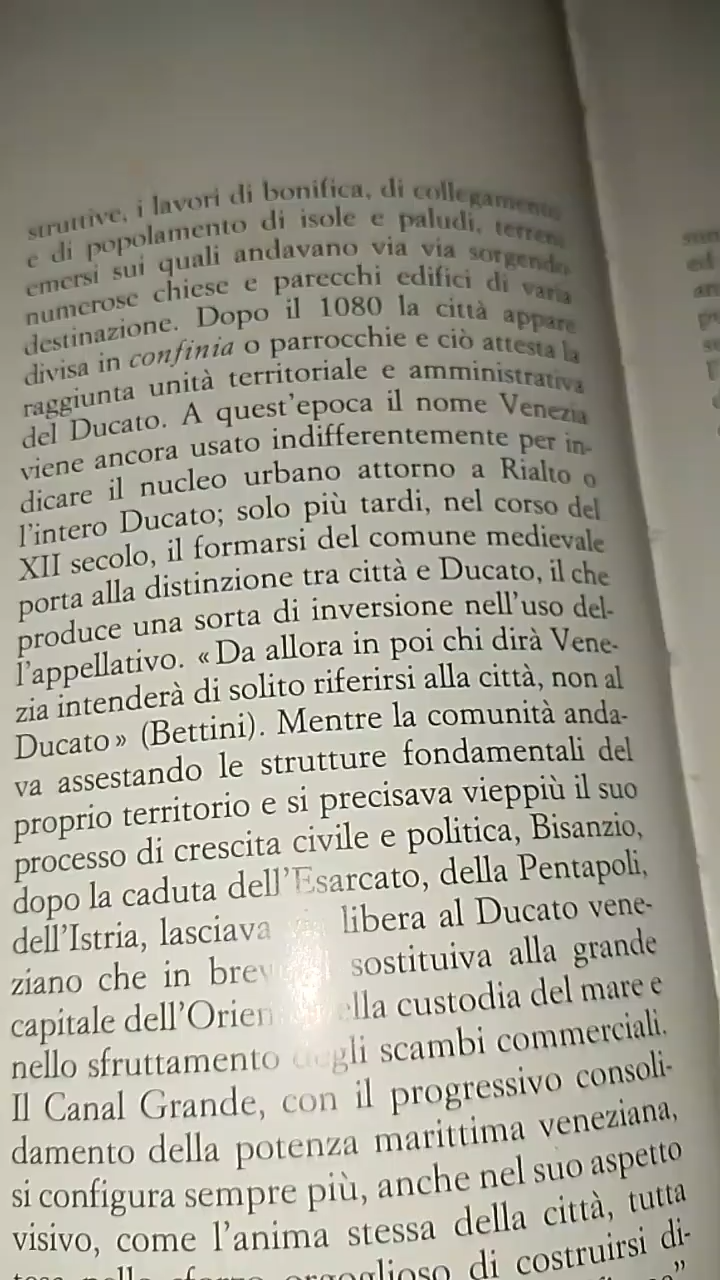 struttive, i lavori di bonifica, di collegamento
e di popolamento di isole e paludi, terreni
emersi sui quali andavano via via sorgendo
numerose chiese e parecchi edifici di varia
destinazione. Dopo il 1080 la città appare
divisa in confinia o parrocchie e ciò attesta la
raggiunta unità territoriale e amministrativa
del Ducato. A quest'epoca il nome Venezia
viene ancora usato indifferentemente per in-
dicare il nucleo urbano attorno a Rialto o
l'intero Ducato; solo più tardi, nel corso del
XII secolo, il formarsi del comune medievale
porta alla distinzione tra città e Ducato, il che
produce una sorta di inversione nell'uso del-
l'appellativo. «Da allora in poi chi dirà Vene-
zia intenderà di solito riferirsi alla città, non al
Ducato» (Bettini). Mentre la comunità anda-
va assestando le strutture fondamentali del
proprio territorio e si precisava vieppiù il suo
processo di crescita civile e politica, Bisanzio,
dopo la caduta dell'Esarcato, della Pentapoli,
dell'Istria, lasciava libera al Ducato vene-
ziano che in sostituiva alla grande
capitale dell'Orien custodia del mare e
nello sfruttamento degli scambi commerciali.
Il Canal Grande, con il progressivo consoli-
damento della potenza marittima veneziana,
si configura sempre più, anche nel suo aspetto
visivo, come l'anima stessa della città, tutta
orgoglioso di costruirsi di-